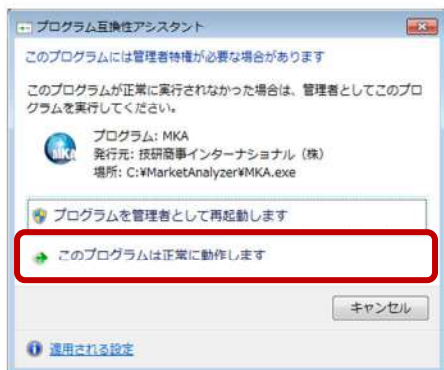 プログラム互換性アシスタント
このプログラムには管理者特権が必要な場合があります
このプログラムが正常に実行されなかった場合は、管理者としてこのプロ
グラムを実行してください。
MKA
プログラム: MKA
発行元: 技研商事インターナショナル（株）
場所: C:¥MarketAnalyzer¥MKA.exe
プログラムを管理者として再起動します
このプログラムは正常に動作します
キャンセル
適用される設定